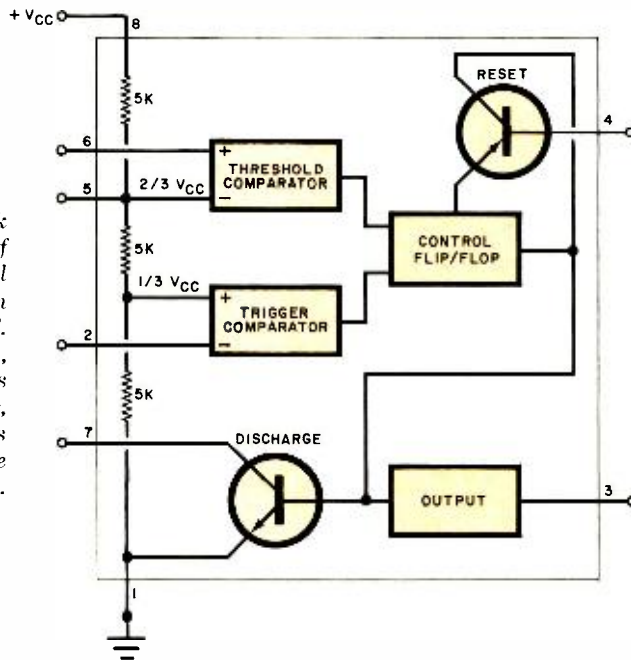 + VCC
8
RESET
5K
4
6
+
THRESHOLD
COMPARATOR
5
2/3 VCC
−
k
f
l
n
.
,
s
,
s
e
.
5K
CONTROL
FLIP/FLOP
1/3 VCC
+
TRIGGER
COMPARATOR
2
−
5K
7
DISCHARGE
OUTPUT
3
1